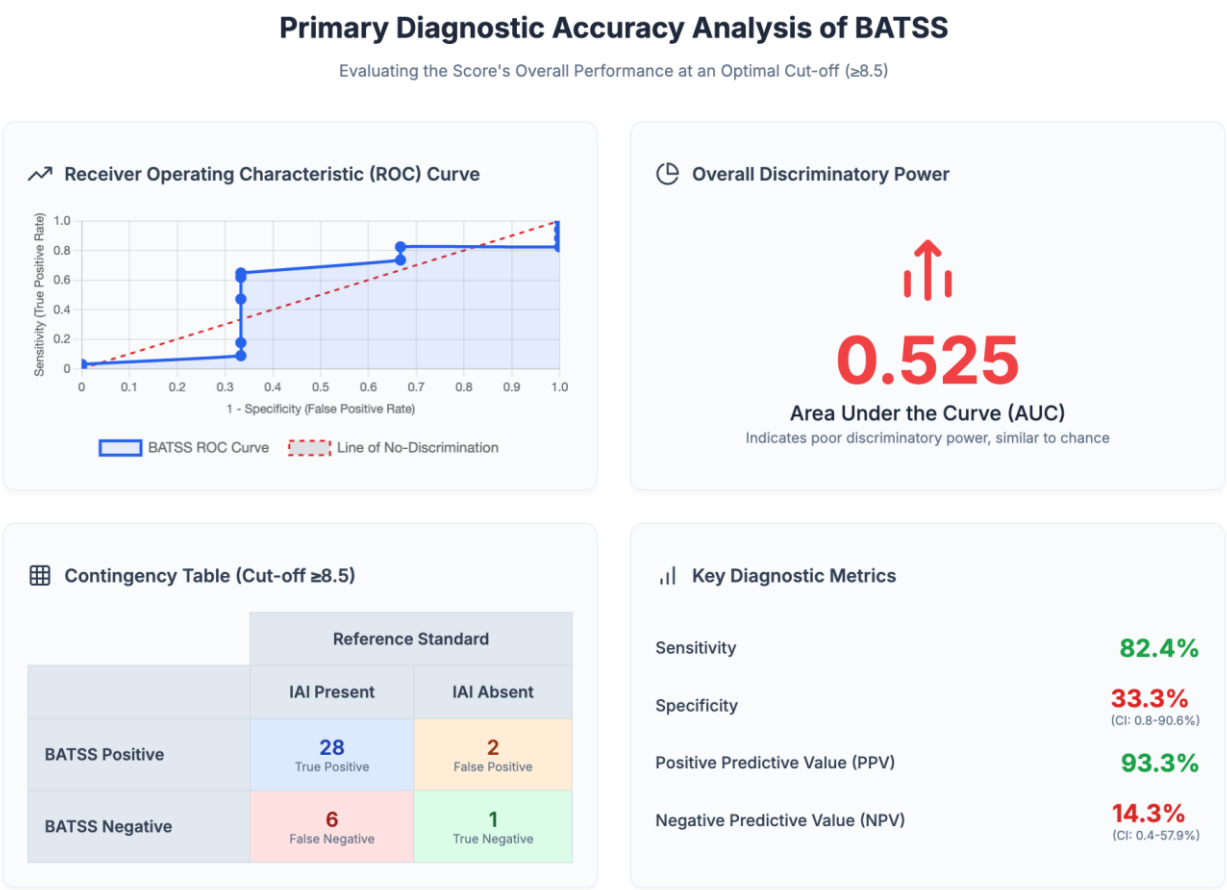 Primary Diagnostic Accuracy Analysis of BATSS
Evaluating the Score's Overall Performance at an Optimal Cut-off (≥8.5)
Receiver Operating Characteristic (ROC) Curve
Sensitivity (True Positive Rate)
1.0
0.8
0.6
0.4
0.2
0
0 0.1 0.2 0.3 0.4 0.5 0.6 0.7 0.8 0.9 1.0
1 - Specificity (False Positive Rate)
BATSS ROC Curve Line of No-Discrimination
Overall Discriminatory Power
0.525
Area Under the Curve (AUC)
Indicates poor discriminatory power, similar to chance
Contingency Table (Cut-off ≥8.5)
Reference Standard
IAI Present IAI Absent
BATSS Positive
28
True Positive
2
False Positive
BATSS Negative
6
False Negative
1
True Negative
Key Diagnostic Metrics
Sensitivity 82.4%
Specificity 33.3%
(CI: 0.8-90.6%)
Positive Predictive Value (PPV) 93.3%
Negative Predictive Value (NPV) 14.3%
(CI: 0.4-57.9%)